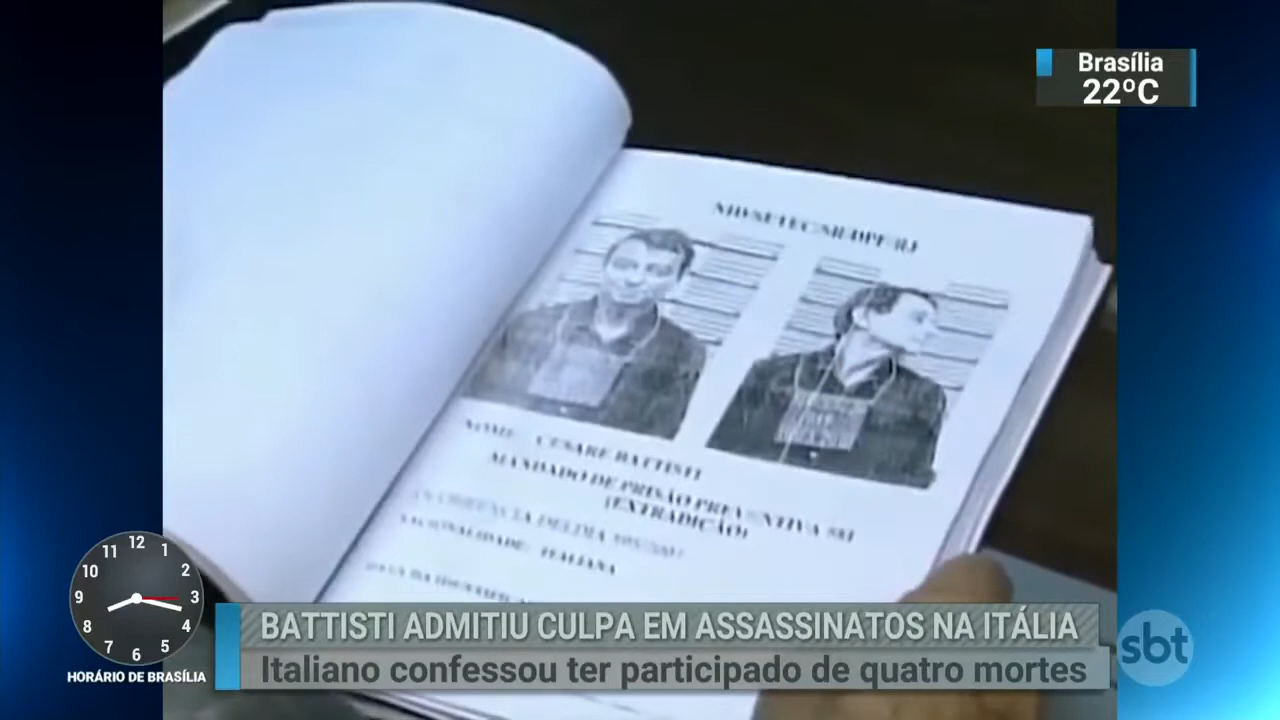 Brasília
22ºC
NOME: CESARE BATTISTI
MANDADO DE PRISÃO PREVENTIVA
(EXTRADIÇÃO)
NACIONALIDADE: ITALIANA
12
11 1
10 2
9 3
8 4
7 5
6
HORÁRIO DE BRASÍLIA
BATTISTI ADMITIU CULPA EM ASSASSINATOS NA ITÁLIA
Italiano confessou ter participado de quatro mortes
sbt